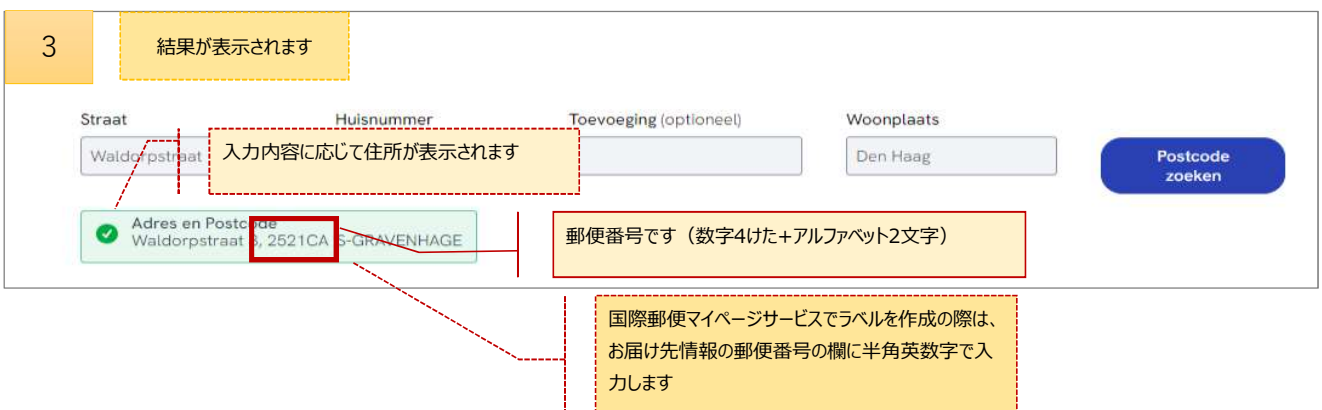 3
結果が表示されます
Straat
Huisnummer
Toevoeging (optioneel)
Woonplaats
Waldorpstraat
入力内容に応じて住所が表示されます
Den Haag
Postcode
zoeken
Adres en Postcode
Waldorpstraat 3, 2521CA 'S-GRAVENHAGE
郵便番号です（数字4けた+アルファベット2文字）
国際郵便マイページサービスでラベルを作成の際は、
お届け先情報の郵便番号の欄に半角英数字で入
力します